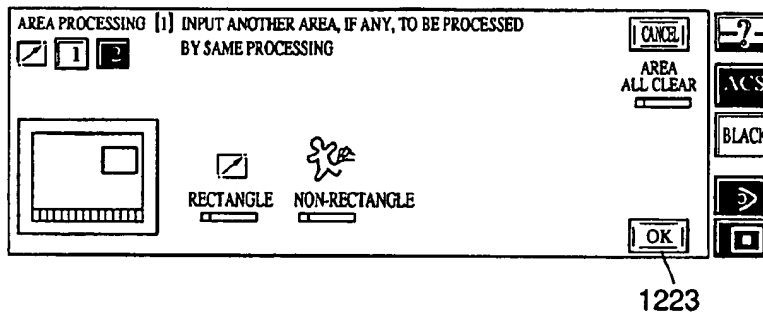 AREA PROCESSING [1] INPUT ANOTHER AREA, IF ANY, TO BE PROCESSED
BY SAME PROCESSING
1 2
CANCEL
AREA
ALL CLEAR
?
ACS
BLACK
RECTANGLE NON-RECTANGLE
OK
1223